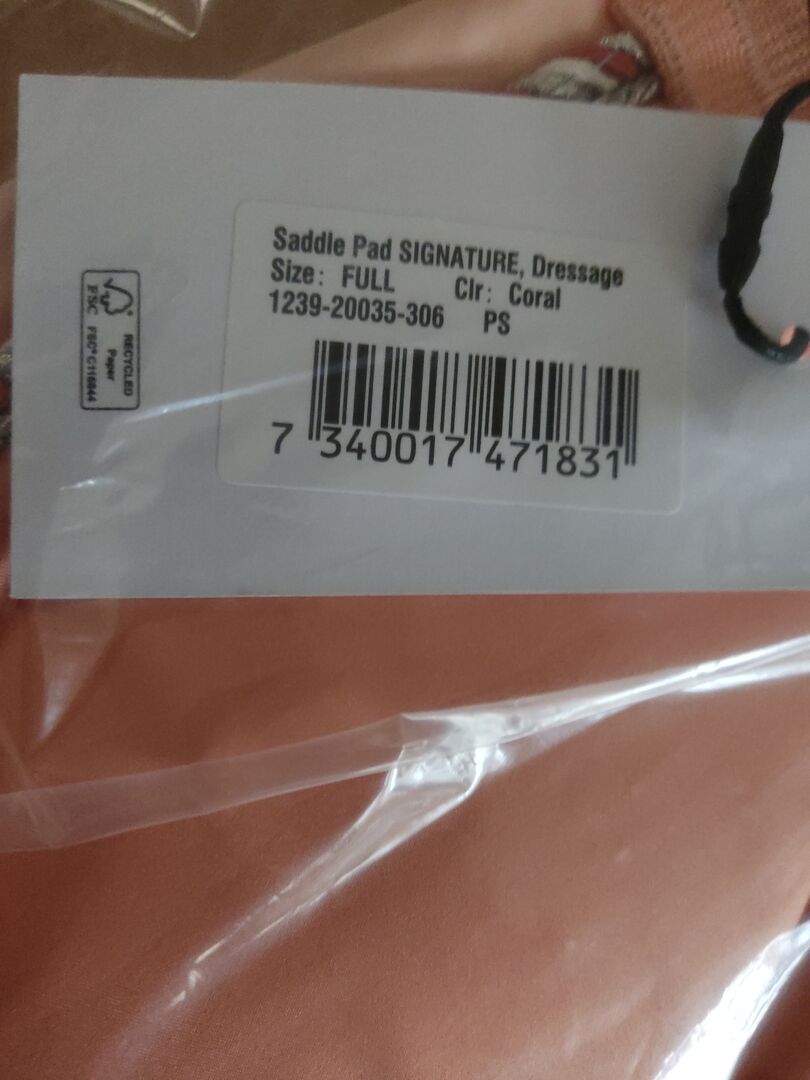 Saddle Pad SIGNATURE, Dressage
Size: FULL Clr: Coral
1239-20035-306 PS
7 340017 471831
FSC
RECYCLED
Paper
FSC® C116844